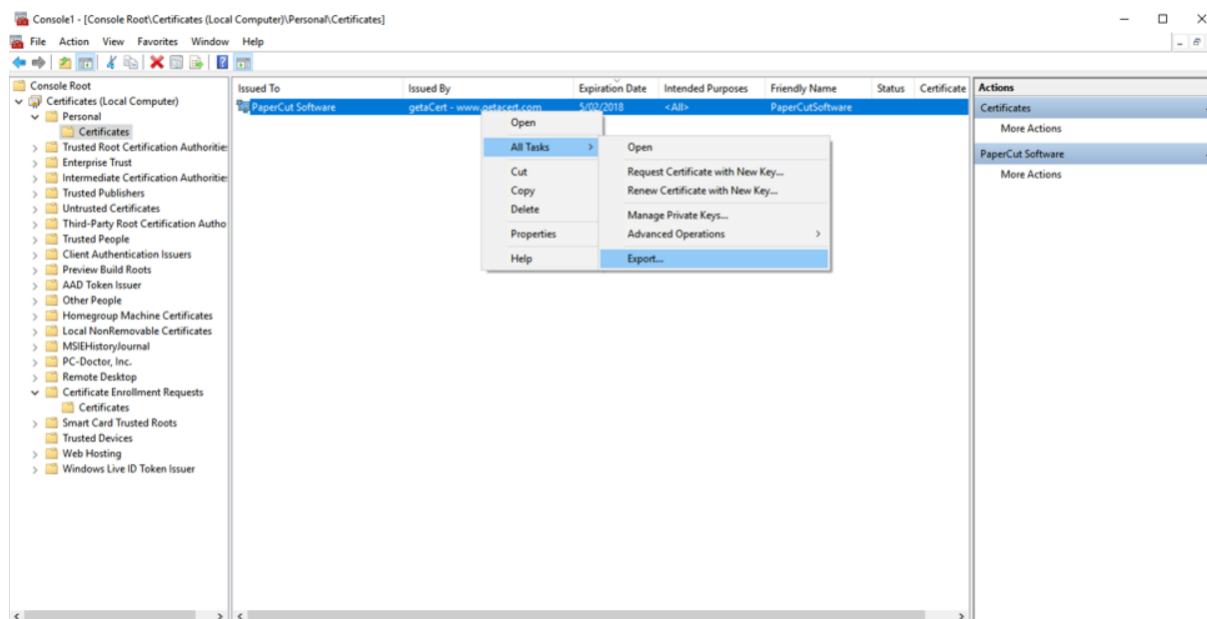 Console1 - [Console Root\Certificates (Local Computer)\Personal\Certificates]
File Action View Favorites Window Help
Console Root
Certificates (Local Computer)
Personal
Certificates
Trusted Root Certification Authoritie
Enterprise Trust
Intermediate Certification Authoritie
Trusted Publishers
Untrusted Certificates
Third-Party Root Certification Autho
Trusted People
Client Authentication Issuers
Preview Build Roots
AAD Token Issuer
Other People
Homegroup Machine Certificates
Local NonRemovable Certificates
MSIEHistoryJournal
PC-Doctor, Inc.
Remote Desktop
Certificate Enrollment Requests
Certificates
Smart Card Trusted Roots
Trusted Devices
Web Hosting
Windows Live ID Token Issuer
Issued To Issued By Expiration Date Intended Purposes Friendly Name Status Certificate
PaperCut Software getaCert - www.getacert.com 5/02/2018 <All> PaperCutSoftware
Open
All Tasks
Cut
Copy
Delete
Properties
Help
Open
Request Certificate with New Key...
Renew Certificate with New Key...
Manage Private Keys...
Advanced Operations
Export...
Actions
Certificates
More Actions
PaperCut Software
More Actions